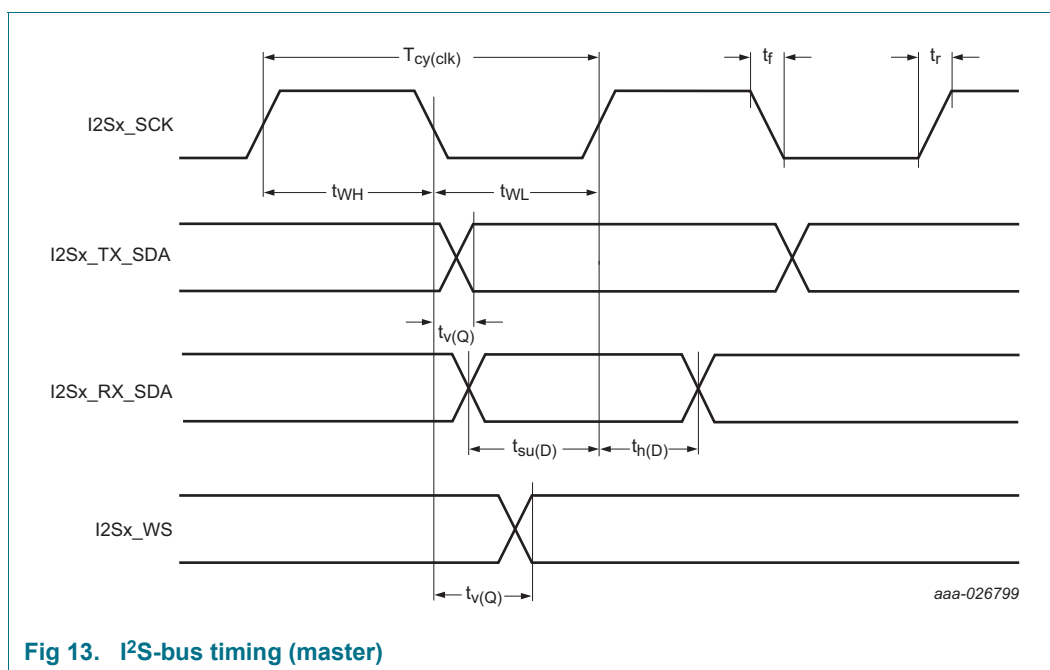 Tcy(clk)
tf
tr
I2Sx_SCK
tWH
tWL
I2Sx_TX_SDA
tv(Q)
I2Sx_RX_SDA
tsu(D)
th(D)
I2Sx_WS
tv(Q)
aaa-026799
Fig 13. I²S-bus timing (master)